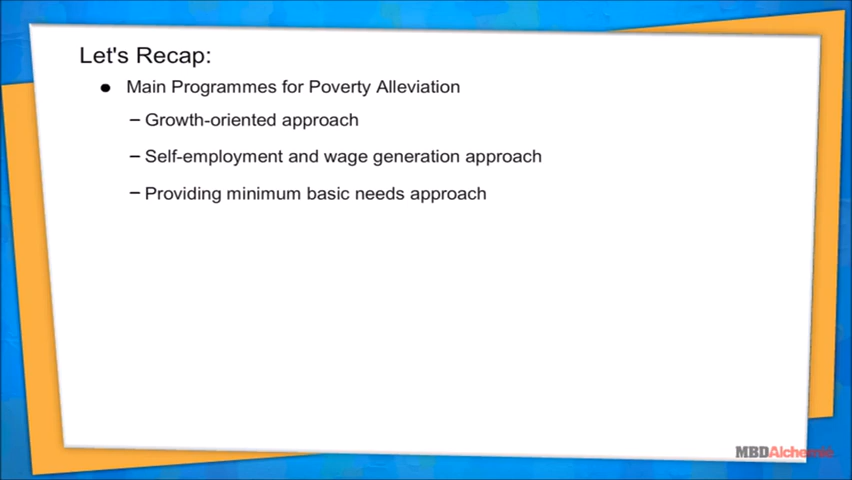 Let's Recap:
● Main Programmes for Poverty Alleviation
– Growth-oriented approach
– Self-employment and wage generation approach
– Providing minimum basic needs approach